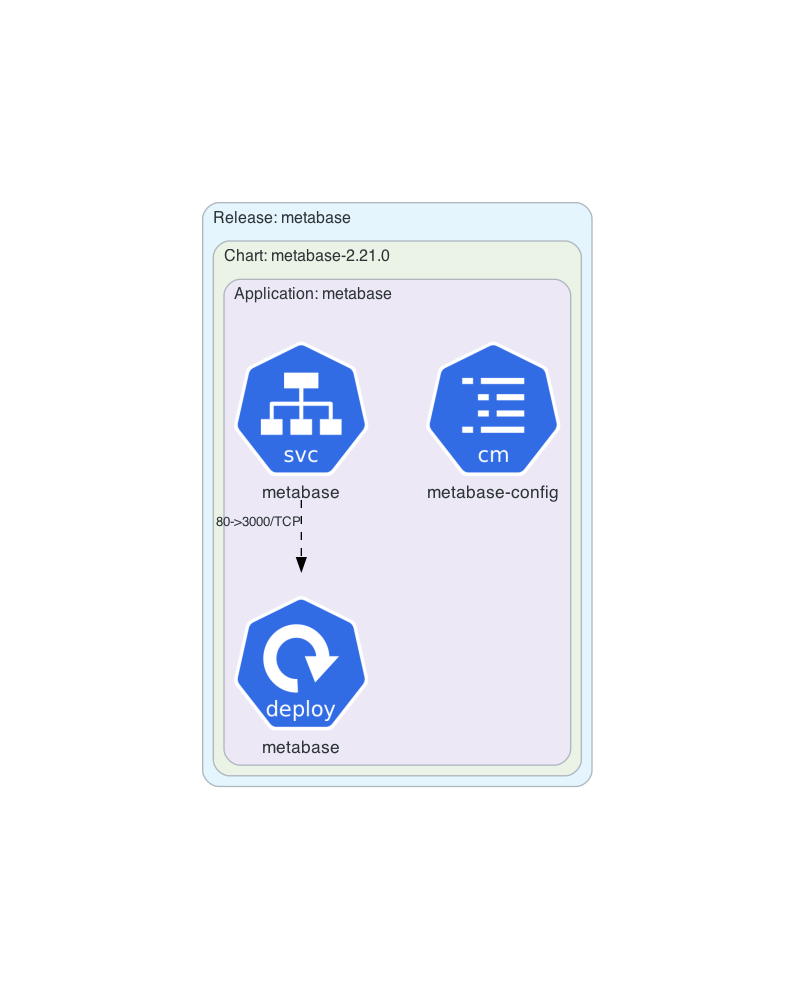 Release: metabase
Chart: metabase-2.21.0
Application: metabase
svc
cm
metabase
metabase-config
80->3000/TCP
deploy
metabase